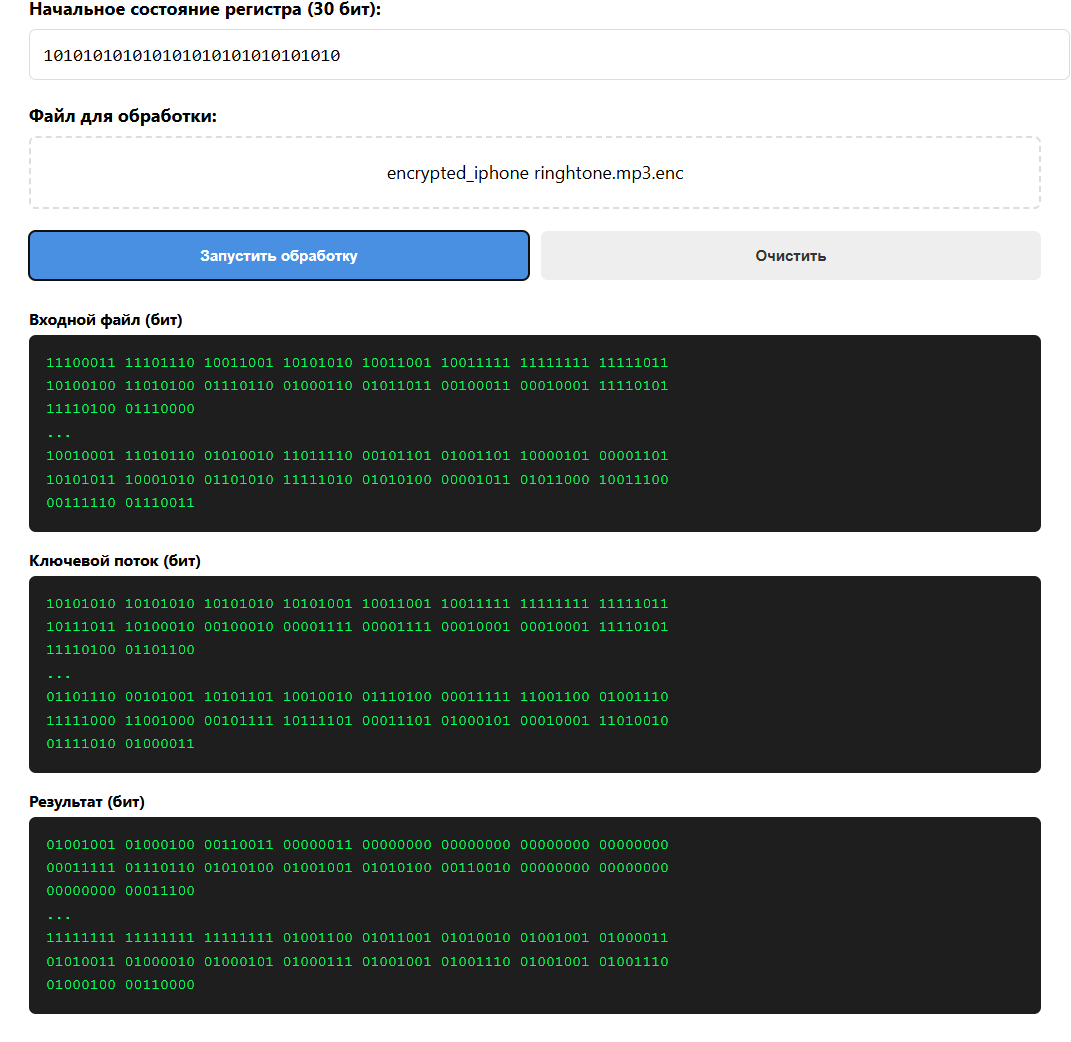 Начальное состояние регистра (30 бит):
101010101010101010101010101010
Файл для обработки:
encrypted_iphone ringhtone.mp3.enc
Запустить обработку
Очистить
Входной файл (бит)
11100011 11101110 10011001 10101010 10011001 10011111 11111111 11111011
10100100 11010100 01110110 01000110 01011011 00100011 00010001 11110101
11110100 01110000
...
10010001 11010110 01010010 11011110 00101101 01001101 10000101 00001101
10101011 10001010 01101010 11111010 01010100 00001011 01011000 10011100
00111110 01110011
Ключевой поток (бит)
10101010 10101010 10101010 10101001 10011001 10011111 11111111 11111011
10111011 10100010 00100010 00001111 00001111 00010001 00010001 11110101
11110100 01101100
...
01101110 00101001 10101101 10010010 01110100 00011111 11001100 01001110
11111000 11001000 00101111 10111101 00011101 01000101 00010001 11010010
01111010 01000011
Результат (бит)
01001001 01000100 00110011 00000011 00000000 00000000 00000000 00000000
00011111 01110110 01010100 01001001 01010100 00110010 00000000 00000000
00000000 00011100
...
11111111 11111111 11111111 01001100 01011001 01010010 01001001 01000011
01010011 01000010 01000101 01000111 01001001 01001110 01001001 01001110
01000100 00110000